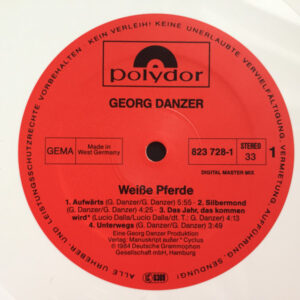 KEIN VERLEIH! KEINE UNERLAUBTE VERVIELFÄLTIGUNG, VERMIETUNG, AUFFÜHRUNG, SENDUNG!
ALLE URHEBER- UND LEISTUNGSSCHUTZRECHTE VORBEHALTEN
polydor
GEORG DANZER
GEMA
Made in
West Germany
823 728-1
STEREO
33
1
DIGITAL MASTER MIX
Weiße Pferde
1. Aufwärts (G. Danzer/G. Danzer) 5:55 · 2. Silbermond
(G. Danzer/G. Danzer) 4:25 · 3. Das Jahr, das kommen
wird* (Lucio Dalla/Lucio Dalla/dt. T.: G. Danzer) 4:13
4. Unterwegs (G. Danzer/G. Danzer) 3:49
Eine Georg Danzer Produktion
Verlag: Manuskript außer * Cyclus
℗ 1984 Deutsche Grammophon
Gesellschaft mbH, Hamburg